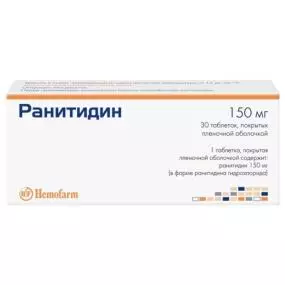 Ранитидин
150 мг
30 таблеток, покрытых
пленочной оболочкой
1 таблетка, покрытая
пленочной оболочкой содержит:
ранитидин 150 мг
(в форме ранитидина гидрохлорида)
HF Hemofarm